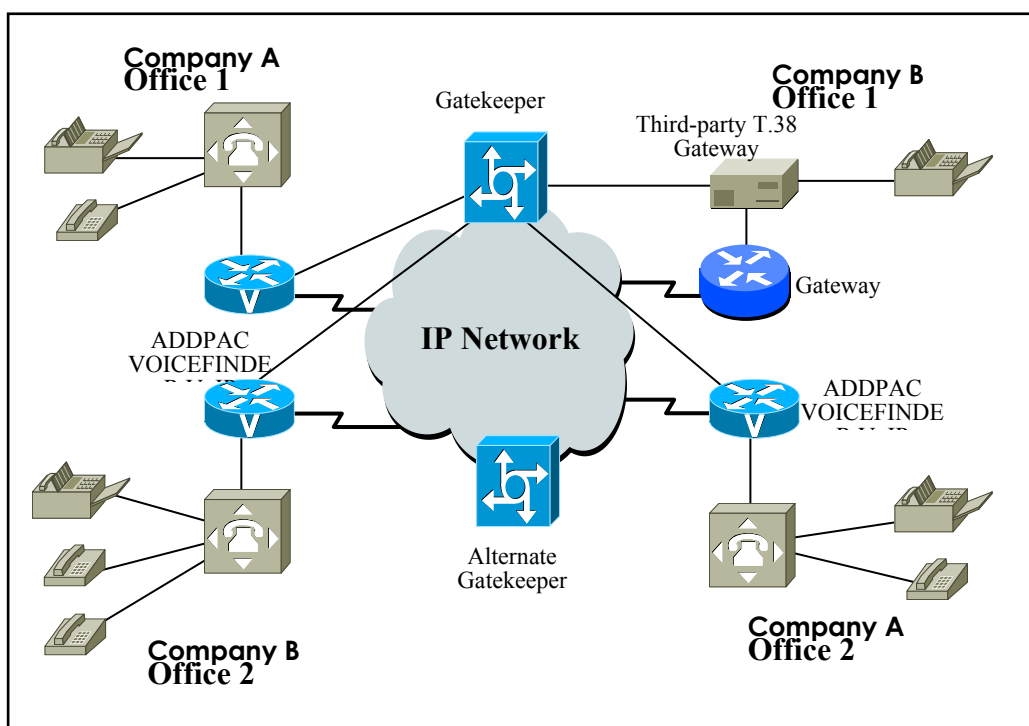 Company A
Office 1
Gatekeeper
Company B
Office 1
Third-party T.38
Gateway
V
Gateway
IP Network
ADDPAC
VOICEFINDE
V
ADDPAC
VOICEFINDE
V
Alternate
Gatekeeper
Company B
Office 2
Company A
Office 2